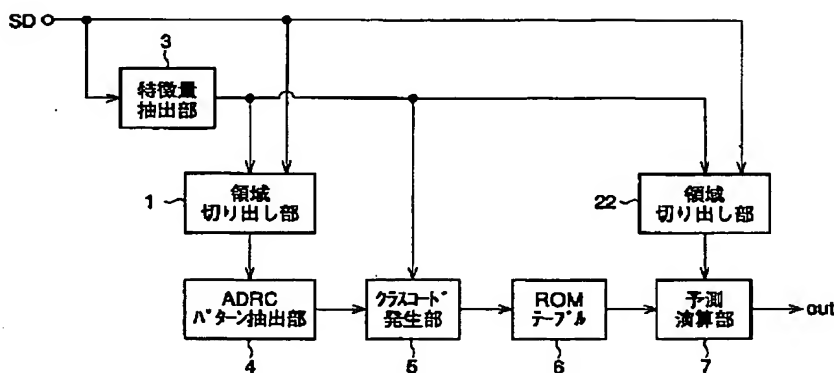 SD
3
特徴量
抽出部
1
領域
切り出し部
22
領域
切り出し部
ADRC
パターン抽出部
クラスコード
発生部
ROM
テーブル
予測
演算部
out
4
5
6
7